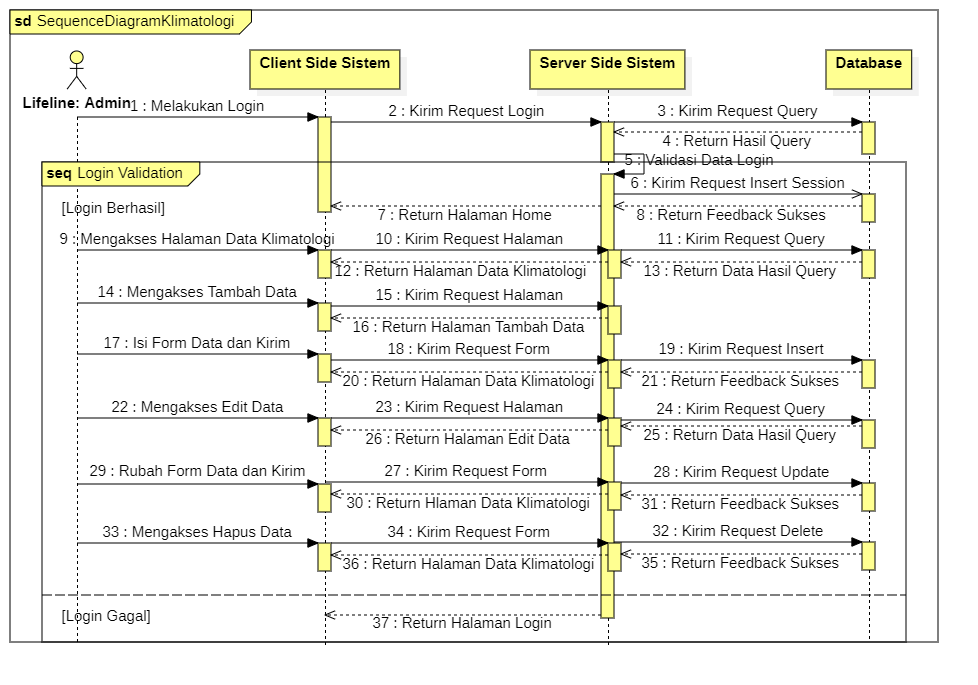 sd SequenceDiagramKlimatologi
Client Side Sistem
Server Side Sistem
Database
Lifeline: Admin
1 : Melakukan Login
2 : Kirim Request Login
3 : Kirim Request Query
4 : Return Hasil Query
5 : Validasi Data Login
seq Login Validation
6 : Kirim Request Insert Session
[Login Berhasil]
7 : Return Halaman Home
8 : Return Feedback Sukses
9 : Mengakses Halaman Data Klimatologi
10 : Kirim Request Halaman
11 : Kirim Request Query
12 : Return Halaman Data Klimatologi
13 : Return Data Hasil Query
14 : Mengakses Tambah Data
15 : Kirim Request Halaman
16 : Return Halaman Tambah Data
17 : Isi Form Data dan Kirim
18 : Kirim Request Form
19 : Kirim Request Insert
20 : Return Halaman Data Klimatologi
21 : Return Feedback Sukses
22 : Mengakses Edit Data
23 : Kirim Request Halaman
24 : Kirim Request Query
26 : Return Halaman Edit Data
25 : Return Data Hasil Query
29 : Rubah Form Data dan Kirim
27 : Kirim Request Form
28 : Kirim Request Update
30 : Return Hlaman Data Klimatologi
31 : Return Feedback Sukses
33 : Mengakses Hapus Data
34 : Kirim Request Form
32 : Kirim Request Delete
36 : Return Halaman Data Klimatologi
35 : Return Feedback Sukses
[Login Gagal]
37 : Return Halaman Login